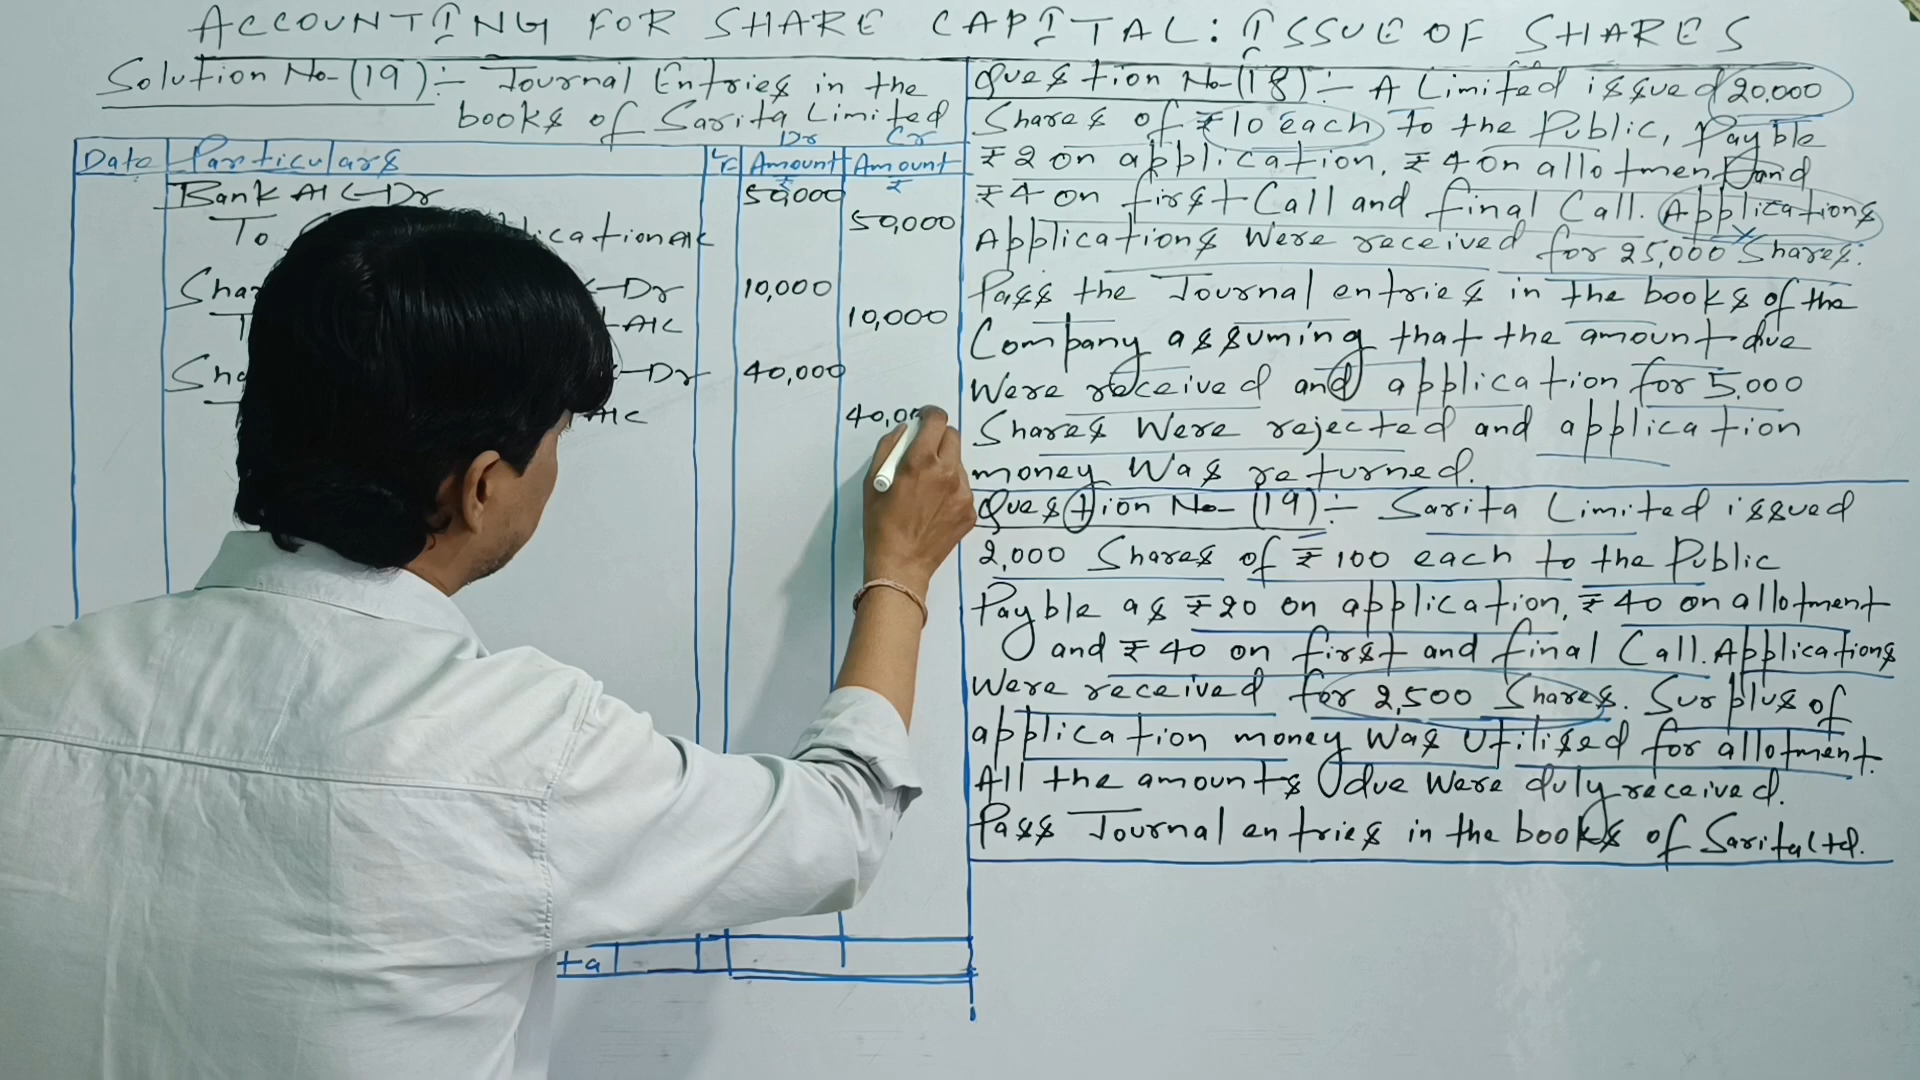 ACCOUNTING FOR SHARE CAPITAL: ISSUE OF SHARES
Solution No-(19):- Journal Entries in the
books of Sarita Limited
Dr Cr
Date Particulars L.F Amount ₹ Amount ₹
Bank A/C-Dr 50,000
To 50,000
-Dr 10,000
A/C 10,000
-Dr 40,000
A/C
Question No-(18):- A Limited issued 20,000
Shares of ₹10 each to the Public, Payble
₹2 on application, ₹4 on allotment and
₹4 on first Call and final Call. Applications
Applications Were received for 25,000 Shares.
Pass the Journal entries in the books of the
Company assuming that the amount due
Were received and application for 5,000
Shares Were rejected and application
money Was returned.
Question No-(19):- Sarita Limited issued
2,000 Shares of ₹100 each to the Public
Payble as ₹20 on application, ₹40 on allotment
and ₹40 on first and final Call. Applications
Were received for 2,500 Shares. Surplus of
application money Was Utilised for allotment.
All the amounts due Were duly received.
Pass Journal entries in the books of Sarita Ltd.